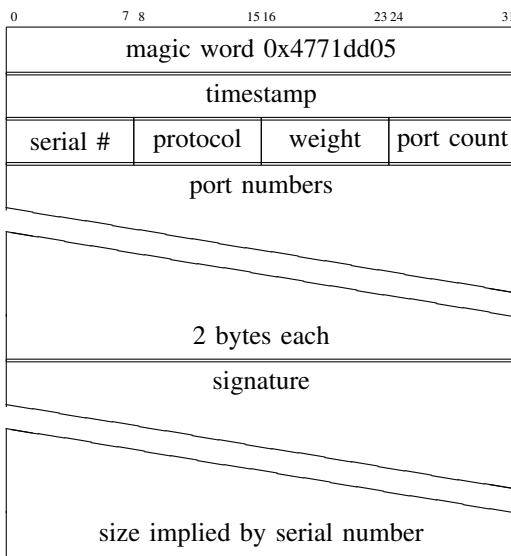 0 7 8 15 16 23 24 31
magic word 0x4771dd05
timestamp
serial # protocol weight port count
port numbers
2 bytes each
signature
size implied by serial number